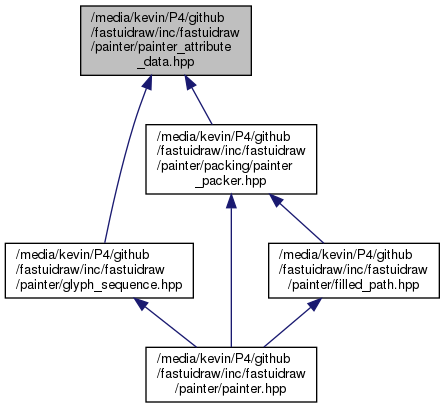 /media/kevin/P4/github
/fastuidraw/inc/fastuidraw
/painter/painter_attribute
_data.hpp
/media/kevin/P4/github
/fastuidraw/inc/fastuidraw
/painter/packing/painter
_packer.hpp
/media/kevin/P4/github
/fastuidraw/inc/fastuidraw
/painter/glyph_sequence.hpp
/media/kevin/P4/github
/fastuidraw/inc/fastuidraw
/painter/filled_path.hpp
/media/kevin/P4/github
/fastuidraw/inc/fastuidraw
/painter/painter.hpp